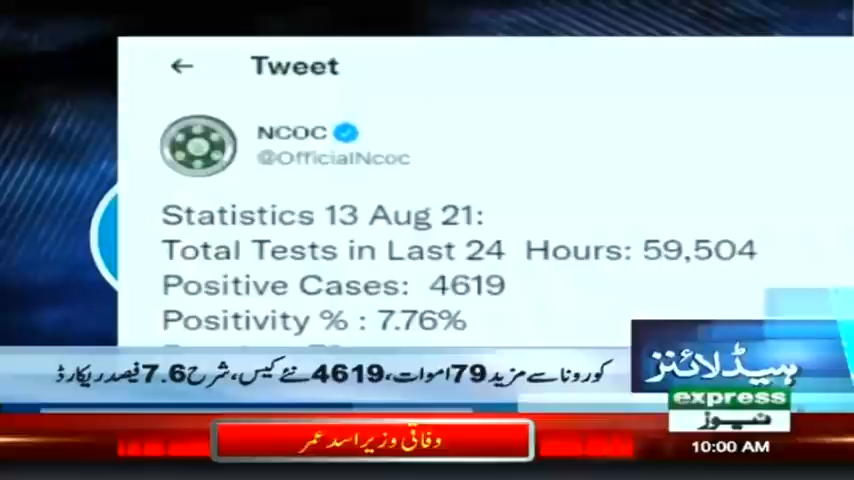 ← Tweet
NCOC
@OfficialNcoc
Statistics 13 Aug 21:
Total Tests in Last 24 Hours: 59,504
Positive Cases: 4619
Positivity % : 7.76%
کورونا سے مزید 79 اموات، 4619 نئے کیس، شرح 7.6 فیصد ریکارڈ
ہیڈلائنز
express
نیوز
وفاقی وزیر اسد عمر
10:00 AM